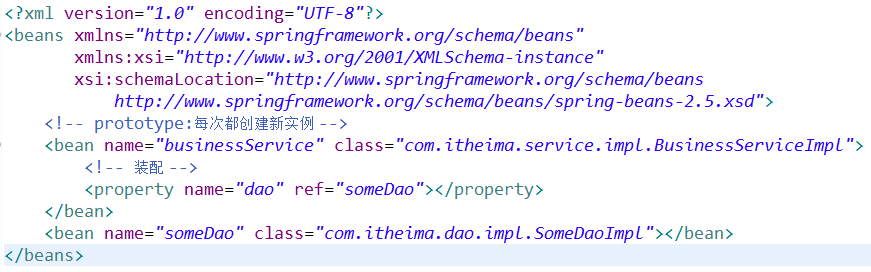 <?xml version="1.0" encoding="UTF-8"?>
<beans xmlns="http://www.springframework.org/schema/beans"
xmlns:xsi="http://www.w3.org/2001/XMLSchema-instance"
xsi:schemaLocation="http://www.springframework.org/schema/beans
http://www.springframework.org/schema/beans/spring-beans-2.5.xsd">
<!-- prototype:每次都创建新实例 -->
<bean name="businessService" class="com.itheima.service.impl.BusinessServiceImpl">
<!-- 装配 -->
<property name="dao" ref="someDao"></property>
</bean>
<bean name="someDao" class="com.itheima.dao.impl.SomeDaoImpl"></bean>
</beans>